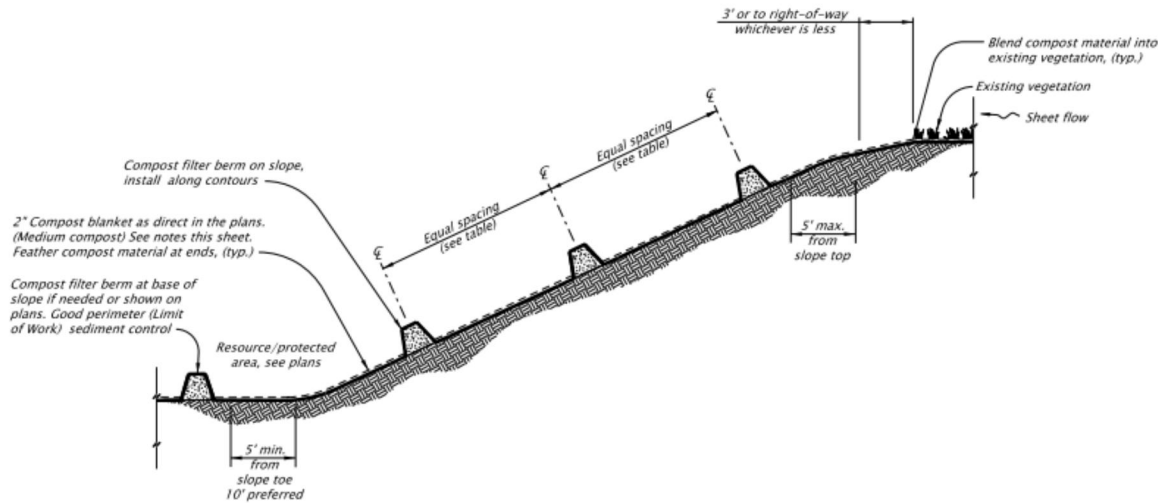 3' or to right-of-way
whichever is less
Blend compost material into
existing vegetation, (typ.)
Existing vegetation
Sheet flow
℄
Equal spacing
(see table)
℄
Equal spacing
(see table)
℄
Compost filter berm on slope,
install along contours
2" Compost blanket as direct in the plans.
(Medium compost) See notes this sheet.
Feather compost material at ends, (typ.)
Compost filter berm at base of
slope if needed or shown on
plans. Good perimeter (Limit
of Work) sediment control
Resource/protected
area, see plans
5' max.
from
slope top
5' min.
from
slope toe
10' preferred